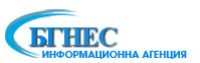 БГНЕС
ИНФОРМАЦИОННА АГЕНЦИЯ